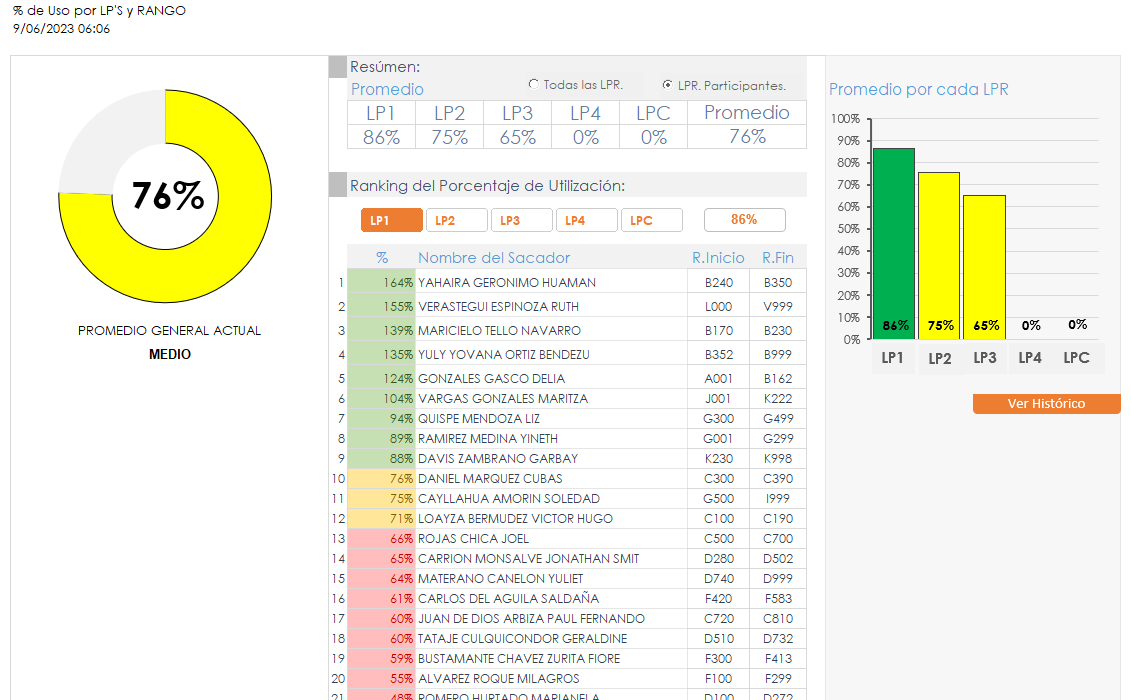 % de Uso por LP'S y RANGO
9/06/2023 06:06
76%
PROMEDIO GENERAL ACTUAL
MEDIO
Resúmen:
Promedio
Todas las LPR.
LPR. Participantes.
LP1 LP2 LP3 LP4 LPC Promedio
86% 75% 65% 0% 0% 76%
Ranking del Porcentaje de Utilización:
LP1 LP2 LP3 LP4 LPC 86%
% Nombre del Sacador R.Inicio R.Fin
1 164% YAHAIRA GERONIMO HUAMAN B240 B350
2 155% VERASTEGUI ESPINOZA RUTH L000 V999
3 139% MARICIELO TELLO NAVARRO B170 B230
4 135% YULY YOVANA ORTIZ BENDEZU B352 B999
5 124% GONZALES GASCO DELIA A001 B162
6 104% VARGAS GONZALES MARITZA J001 K222
7 94% QUISPE MENDOZA LIZ G300 G499
8 89% RAMIREZ MEDINA YINETH G001 G299
9 88% DAVIS ZAMBRANO GARBAY K230 K998
10 76% DANIEL MARQUEZ CUBAS C300 C390
11 75% CAYLLAHUA AMORIN SOLEDAD G500 I999
12 71% LOAYZA BERMUDEZ VICTOR HUGO C100 C190
13 66% ROJAS CHICA JOEL C500 C700
14 65% CARRION MONSALVE JONATHAN SMIT D280 D502
15 64% MATERANO CANELON YULIET D740 D999
16 61% CARLOS DEL AGUILA SALDAÑA F420 F583
17 60% JUAN DE DIOS ARBIZA PAUL FERNANDO C720 C810
18 60% TATAJE CULQUICONDOR GERALDINE D510 D732
19 59% BUSTAMANTE CHAVEZ ZURITA FIORE F300 F413
20 55% ALVAREZ ROQUE MILAGROS F100 F299
21 48% ROMERO HURTADO MARIANELA D100 D272
Promedio por cada LPR
100%
90%
80%
70%
60%
50%
40%
30%
20%
10%
0%
86% 75% 65% 0% 0%
LP1 LP2 LP3 LP4 LPC
Ver Histórico